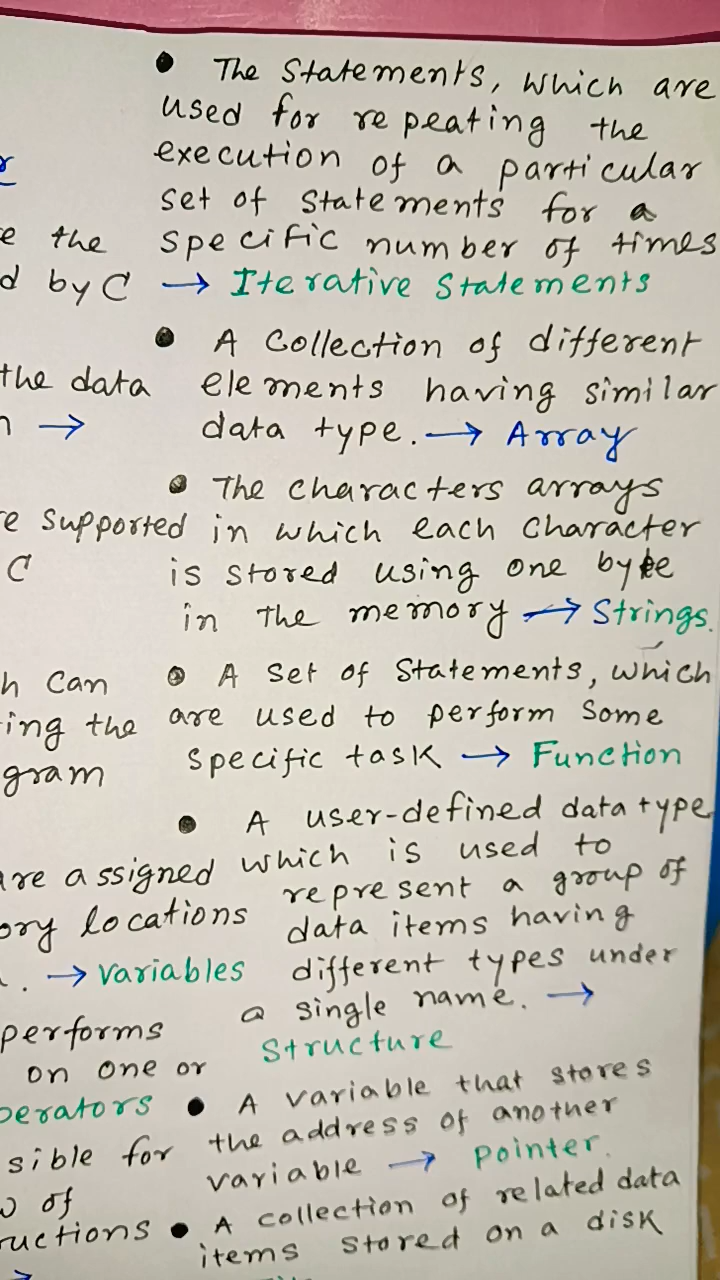 • The Statements, which are
used for repeating the
execution of a particular
set of statements for a
specific number of times
→ Iterative Statements
• A Collection of different
elements having similar
data type. → Array
• The characters arrays
in which each character
is stored using one byte
in the memory → Strings.
• A Set of Statements, which
are used to perform some
specific task → Function
• A user-defined data type
which is used to
represent a group of
data items having
different types under
a single name. →
Structure
• A variable that stores
the address of another
variable → pointer.
• A collection of related data
items stored on a disk
the
d by C
the data
→
supported
C
can
ing the
gram
assigned
locations
. → variables
performs
on one or
perators
sible for
of
uctions